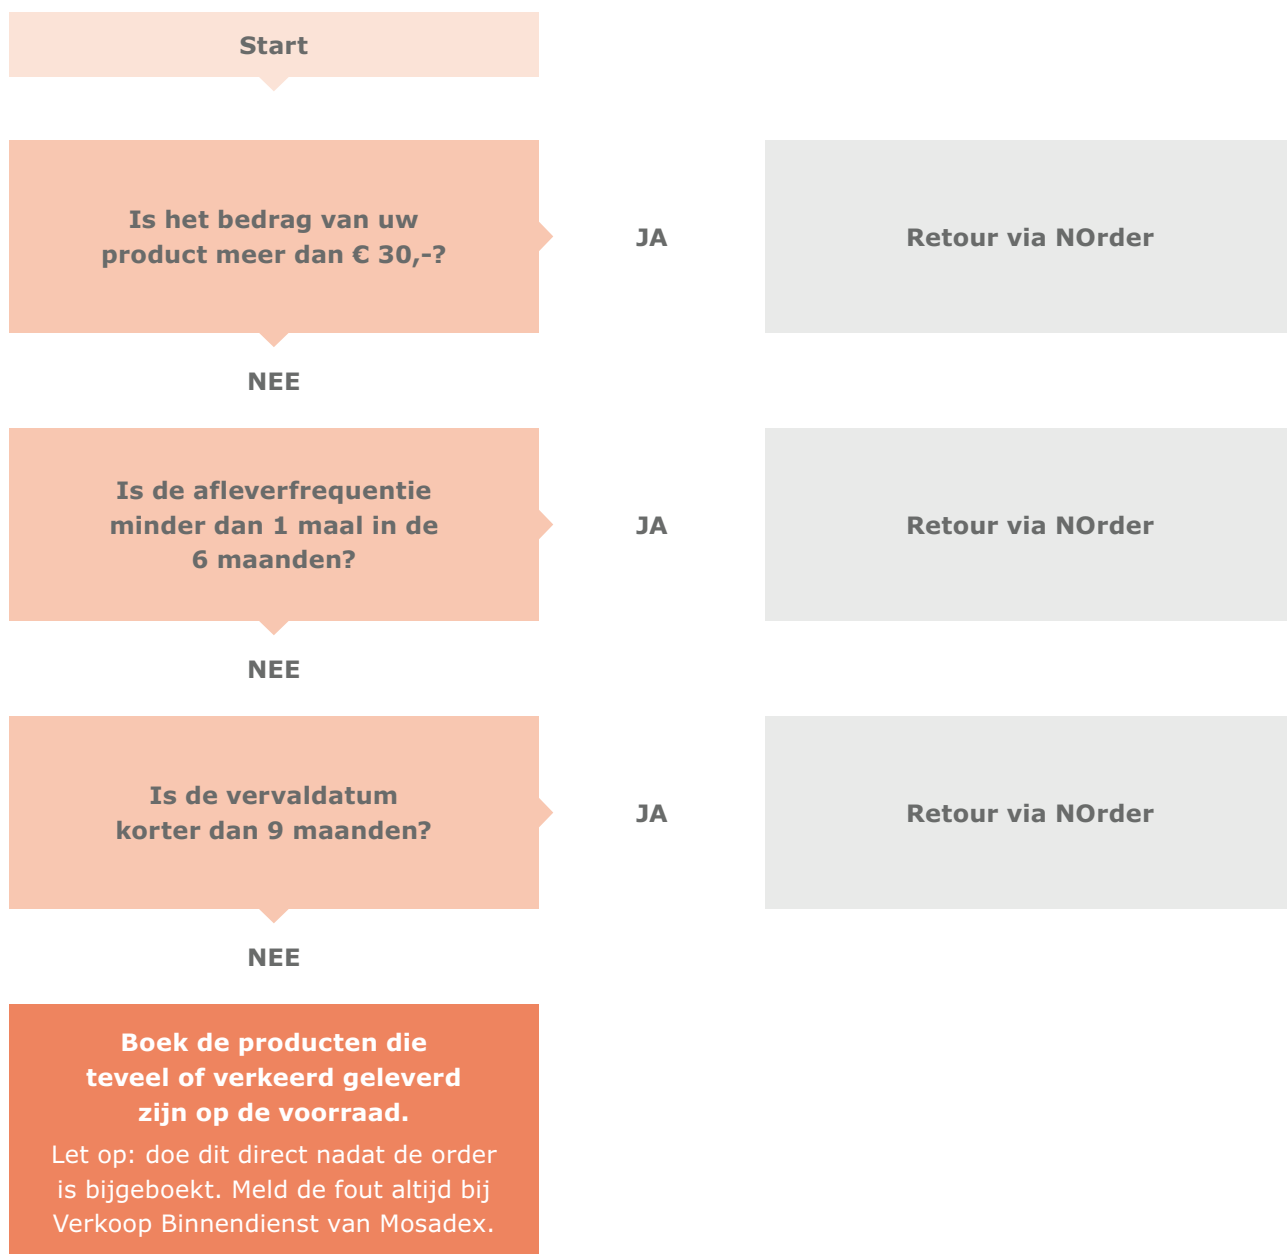 Start
Is het bedrag van uw
product meer dan € 30,-?
JA
Retour via NOrder
NEE
Is de afleverfrequentie
minder dan 1 maal in de
6 maanden?
JA
Retour via NOrder
NEE
Is de vervaldatum
korter dan 9 maanden?
JA
Retour via NOrder
NEE
Boek de producten die
teveel of verkeerd geleverd
zijn op de voorraad.
Let op: doe dit direct nadat de order
is bijgeboekt. Meld de fout altijd bij
Verkoop Binnendienst van Mosadex.